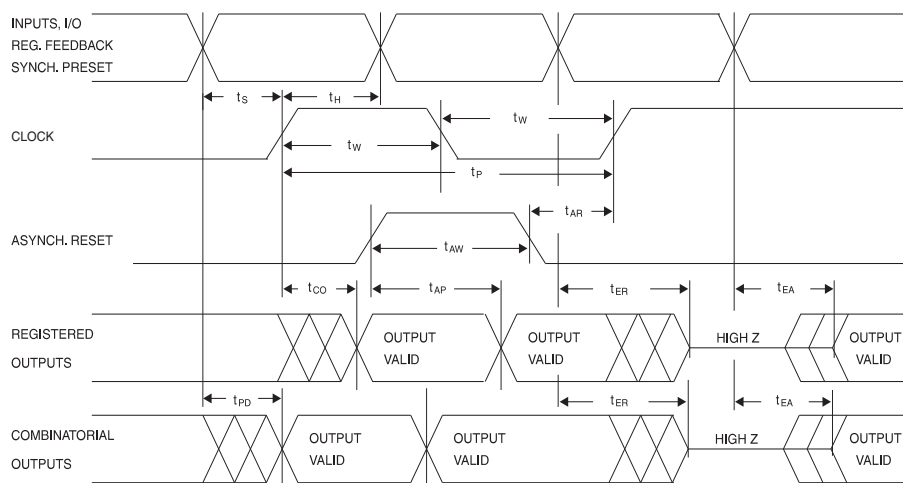 INPUTS, I/O
REG. FEEDBACK
SYNCH. PRESET
tS
tH
CLOCK
tW
tW
tP
tAR
ASYNCH. RESET
tAW
tCO
tAP
tER
tEA
REGISTERED
OUTPUTS
OUTPUT
VALID
OUTPUT
VALID
HIGH Z
OUTPUT
VALID
tPD
tER
tEA
COMBINATORIAL
OUTPUTS
OUTPUT
VALID
OUTPUT
VALID
HIGH Z
OUTPUT
VALID